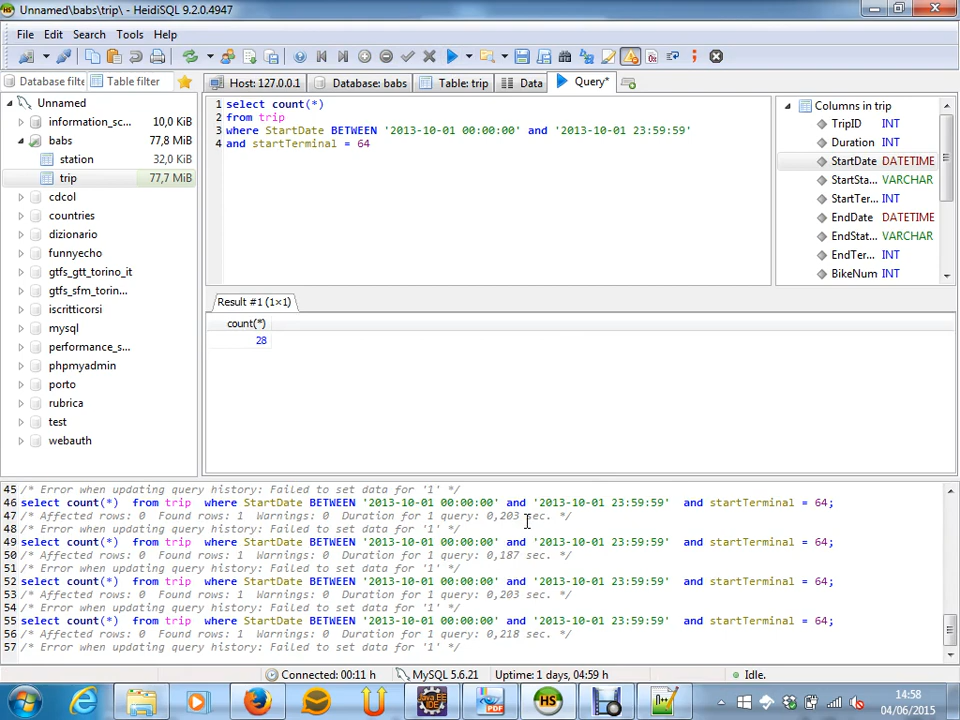 Unnamed\babs\trip\ - HeidiSQL 9.2.0.4947
File Edit Search Tools Help
Database filte Table filter
Host: 127.0.0.1 Database: babs Table: trip Data Query*
Unnamed
information_sc... 10,0 KiB
babs 77,8 MiB
station 32,0 KiB
trip 77,7 MiB
cdcol
countries
dizionario
funnyecho
gtfs_gtt_torino_it
gtfs_sfm_torin...
iscritticorsi
mysql
performance_s...
phpmyadmin
porto
rubrica
test
webauth
1 select count(*)
2 from trip
3 where StartDate BETWEEN '2013-10-01 00:00:00' and '2013-10-01 23:59:59'
4 and startTerminal = 64
Columns in trip
TripID INT
Duration INT
StartDate DATETIME
StartSta... VARCHAR
StartTer... INT
EndDate DATETIME
EndStat... VARCHAR
EndTer... INT
BikeNum INT
Result #1 (1×1)
count(*)
28
45 /* Error when updating query history: Failed to set data for '1' */
46 select count(*) from trip where StartDate BETWEEN '2013-10-01 00:00:00' and '2013-10-01 23:59:59' and startTerminal = 64;
47 /* Affected rows: 0 Found rows: 1 Warnings: 0 Duration for 1 query: 0,203 sec. */
48 /* Error when updating query history: Failed to set data for '1' */
49 select count(*) from trip where StartDate BETWEEN '2013-10-01 00:00:00' and '2013-10-01 23:59:59' and startTerminal = 64;
50 /* Affected rows: 0 Found rows: 1 Warnings: 0 Duration for 1 query: 0,187 sec. */
51 /* Error when updating query history: Failed to set data for '1' */
52 select count(*) from trip where StartDate BETWEEN '2013-10-01 00:00:00' and '2013-10-01 23:59:59' and startTerminal = 64;
53 /* Affected rows: 0 Found rows: 1 Warnings: 0 Duration for 1 query: 0,203 sec. */
54 /* Error when updating query history: Failed to set data for '1' */
55 select count(*) from trip where StartDate BETWEEN '2013-10-01 00:00:00' and '2013-10-01 23:59:59' and startTerminal = 64;
56 /* Affected rows: 0 Found rows: 1 Warnings: 0 Duration for 1 query: 0,218 sec. */
57 /* Error when updating query history: Failed to set data for '1' */
Connected: 00:11 h MySQL 5.6.21 Uptime: 1 days, 04:59 h Idle.
Java EE IDE
PDF
HS
14:58
04/06/2015